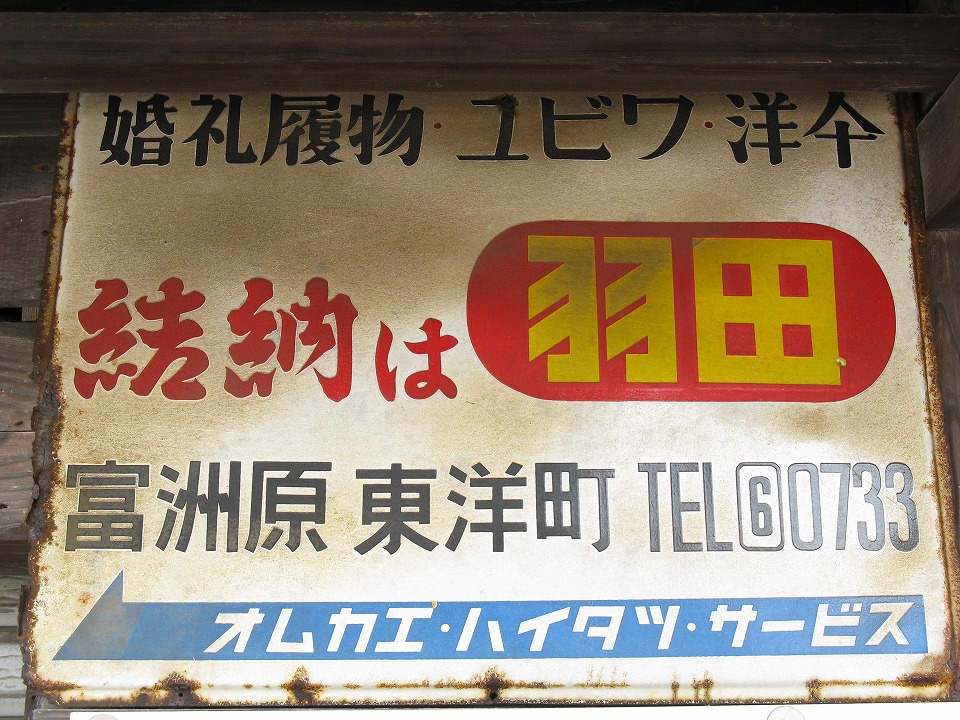 婚礼履物・ユビワ・洋傘
結納は羽田
富洲原 東洋町 TEL⑥0733
オムカエ・ハイタツ・サービス